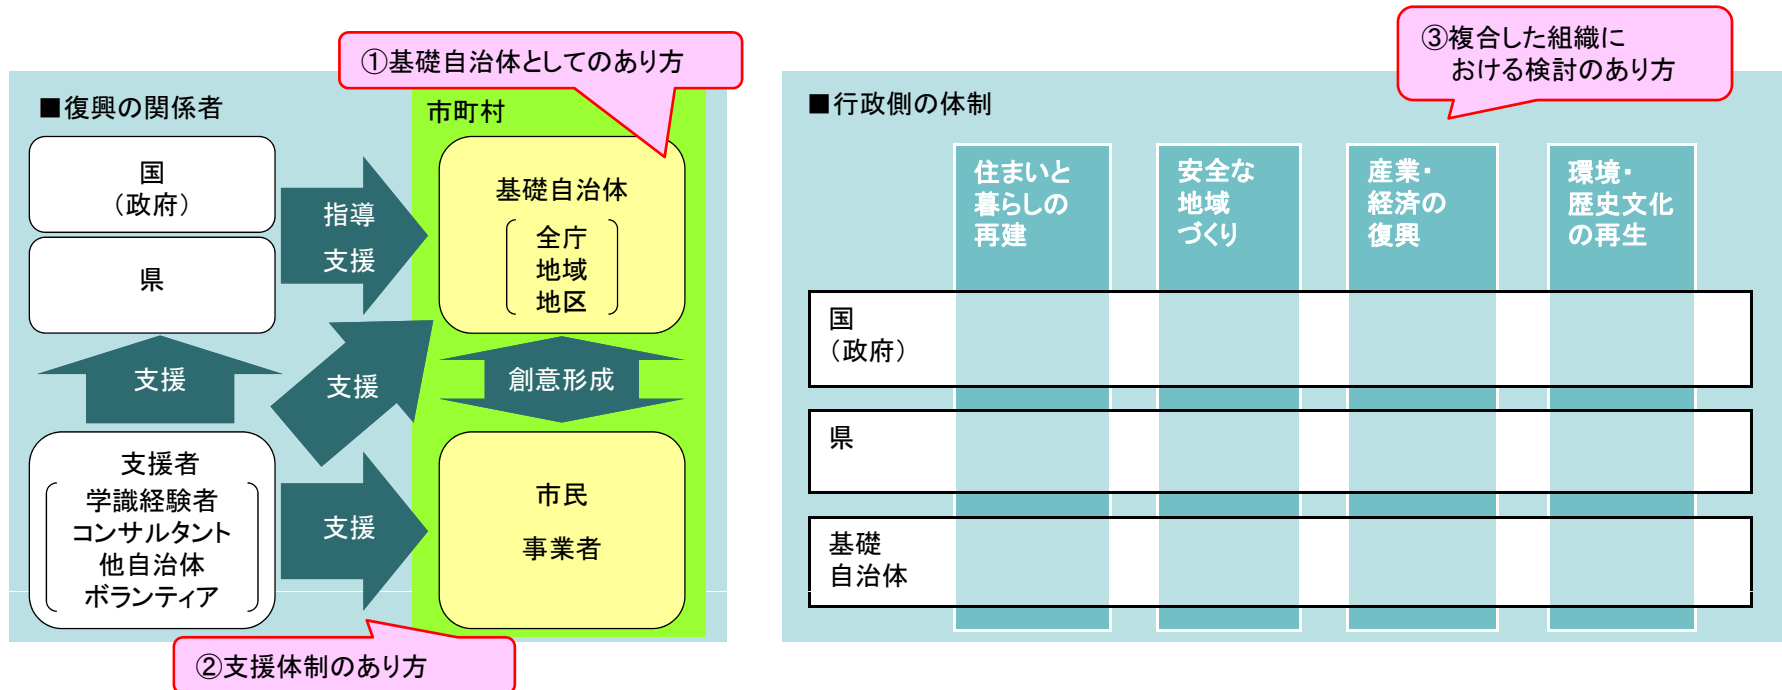 ①基礎自治体としてのあり方
■復興の関係者
市町村
国
（政府）
県
指導
支援
基礎自治体
全庁
地域
地区
支援
支援
創意形成
支援者
学識経験者
コンサルタント
他自治体
ボランティア
支援
市民
事業者
②支援体制のあり方
③複合した組織に
おける検討のあり方
■行政側の体制
住まいと
暮らしの
再建
安全な
地域
づくり
産業・
経済の
復興
環境・
歴史文化
の再生
国
（政府）
県
基礎
自治体